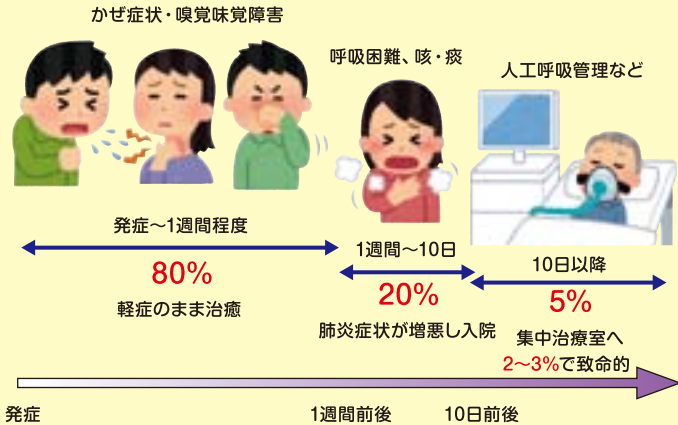 かぜ症状・嗅覚味覚障害
呼吸困難、咳・痰
人工呼吸管理など
発症～1週間程度
80%
軽症のまま治癒
1週間～10日
20%
肺炎症状が増悪し入院
10日以降
5%
集中治療室へ
2～3%で致命的
発症
1週間前後
10日前後